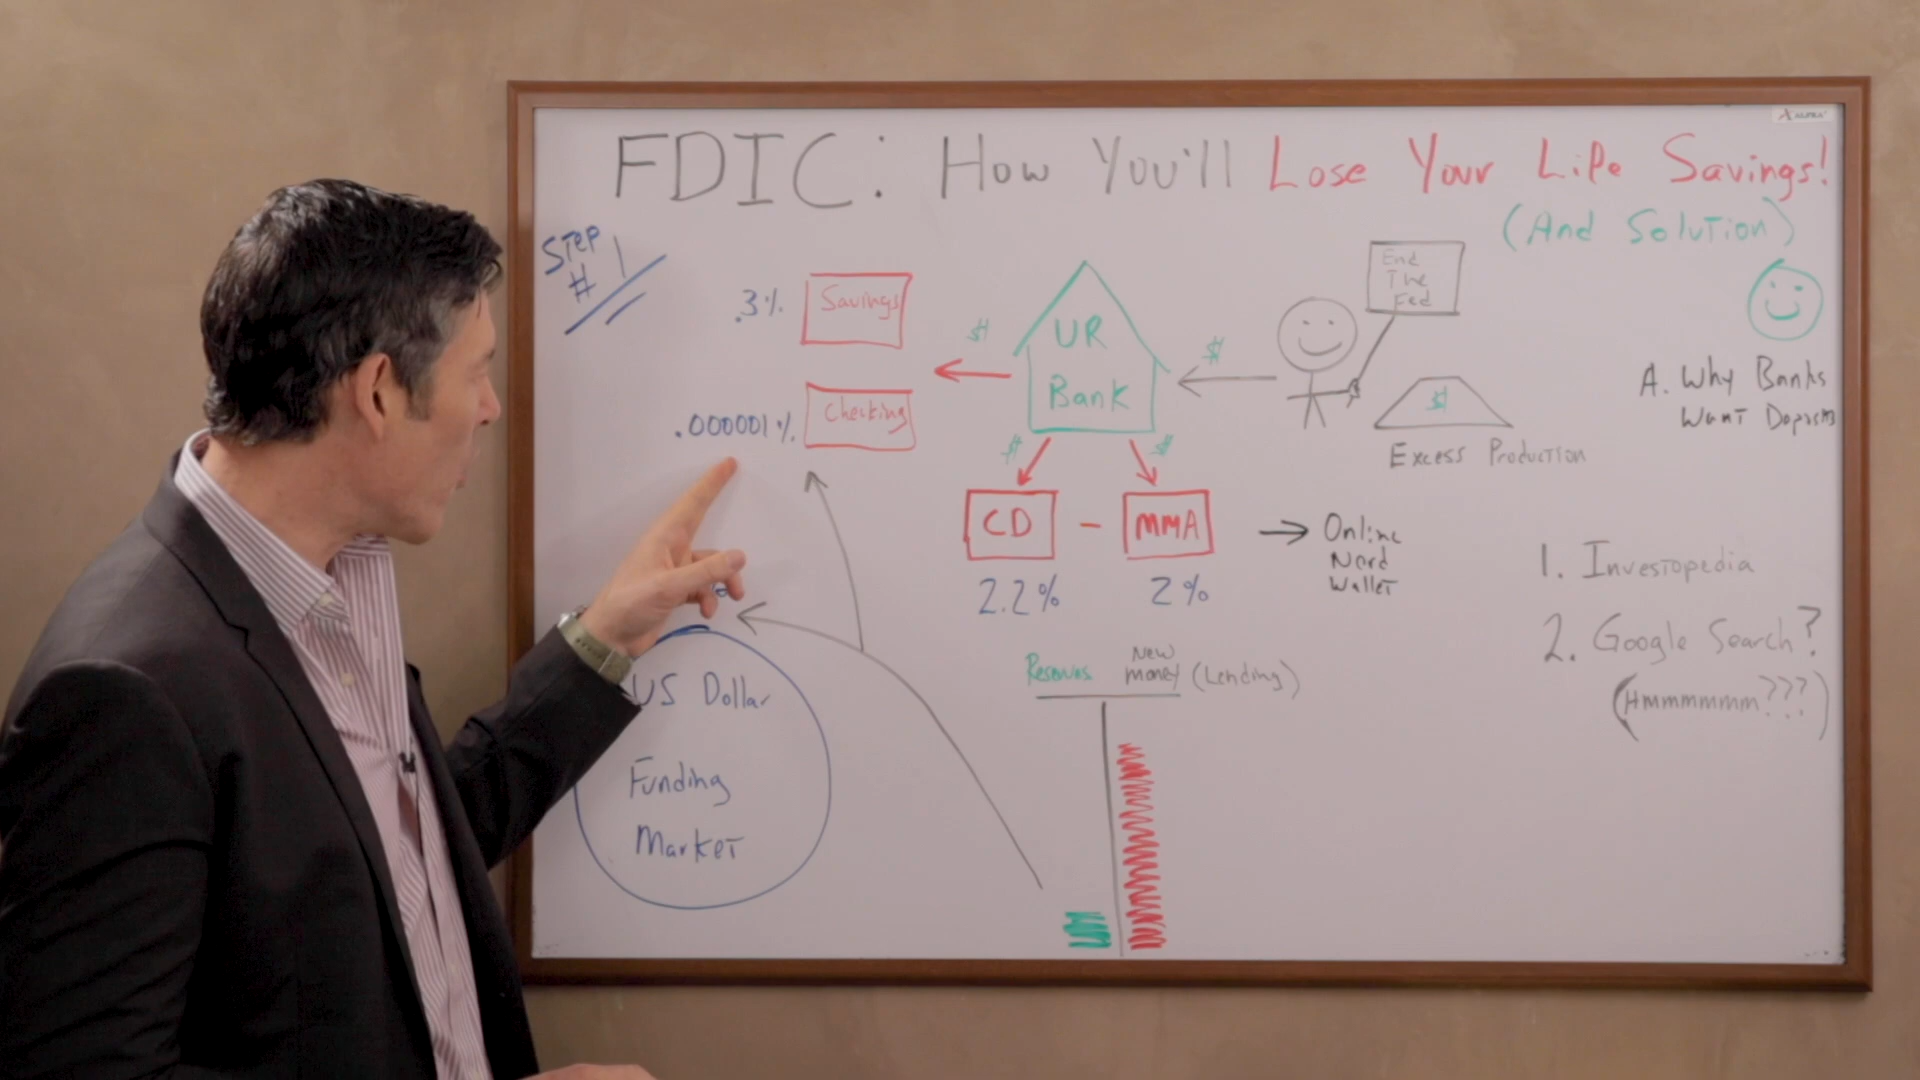 FDIC: How You'll Lose Your Life Savings!
(And Solution)
Step
# 1
.3%
Savings
$
UR
Bank
$
End
The
Fed
.000001%
Checking
$
Excess Production
A. Why Banks
Want Deposits
$
$
CD - MMA
2.2%
2%
Online
Nerd
Wallet
1. Investopedia
2. Google Search?
(Hmmmmmm???)
Reserves
New
Money (Lending)
US Dollar
Funding
Market